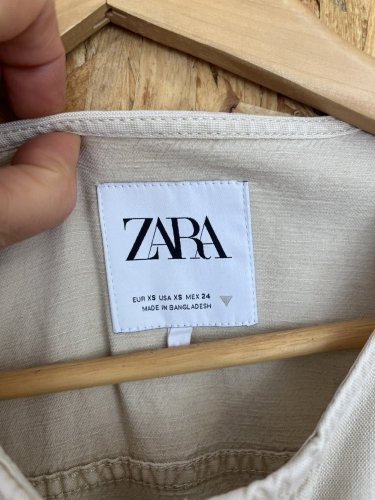 ZARA
EUR XS USA XS MEX 24
MADE IN BANGLADESH